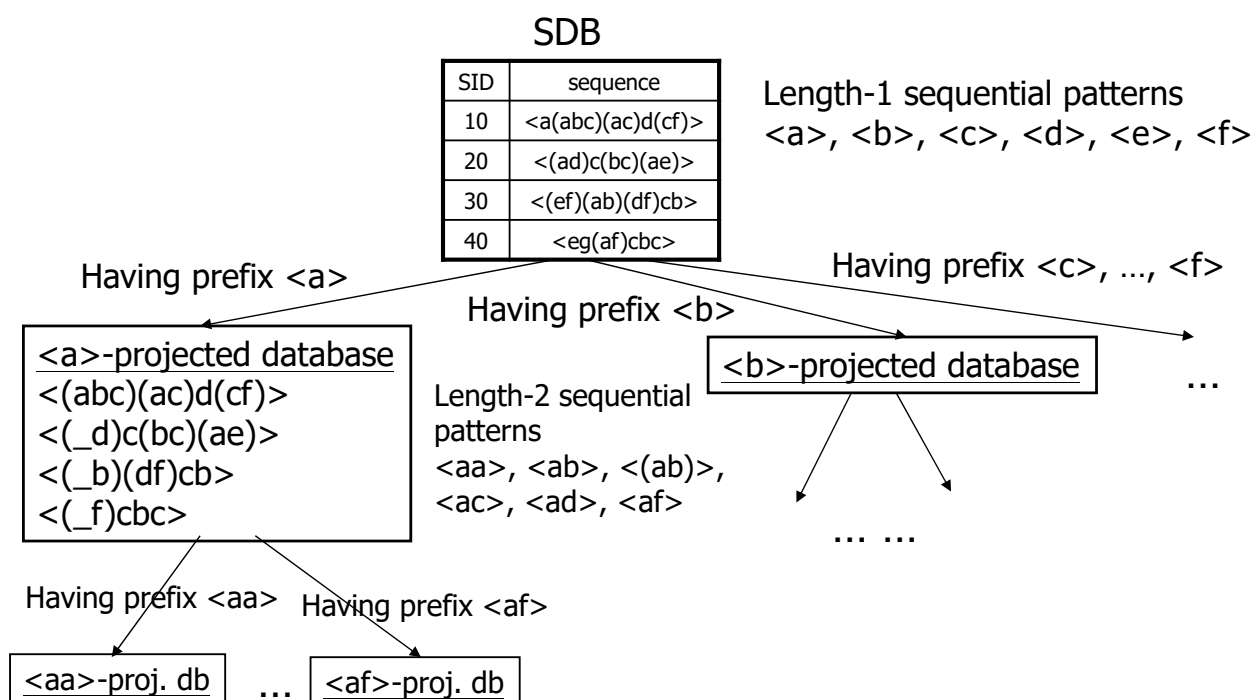 SDB
SID sequence
10 <a(abc)(ac)d(cf)>
20 <(ad)c(bc)(ae)>
30 <(ef)(ab)(df)cb>
40 <eg(af)cbc>
Length-1 sequential patterns
<a>, <b>, <c>, <d>, <e>, <f>
Having prefix <a>
Having prefix <b>
Having prefix <c>, …, <f>
<a>-projected database
<(abc)(ac)d(cf)>
<(_d)c(bc)(ae)>
<(_b)(df)cb>
<(_f)cbc>
Length-2 sequential
patterns
<aa>, <ab>, <(ab)>,
<ac>, <ad>, <af>
<b>-projected database
…
… …
Having prefix <aa>
Having prefix <af>
<aa>-proj. db
…
<af>-proj. db